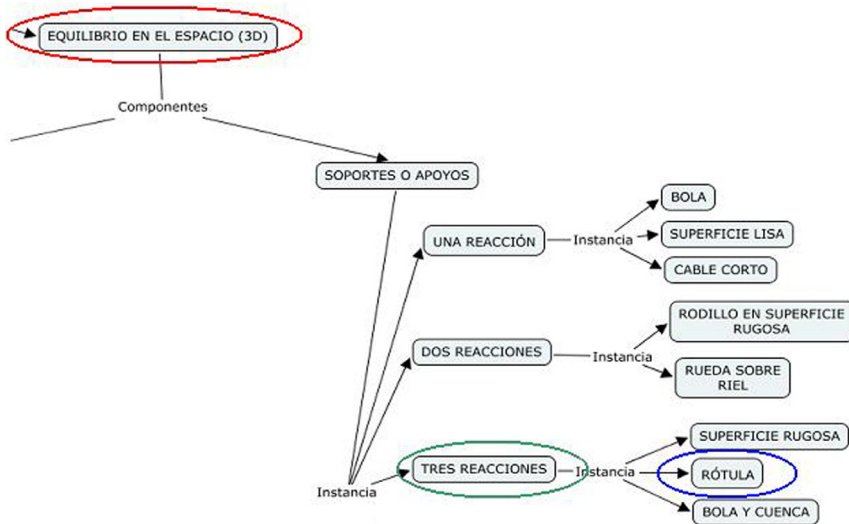 EQUILIBRIO EN EL ESPACIO (3D)
Componentes
SOPORTES O APOYOS
BOLA
UNA REACCIÓN
Instancia
SUPERFICIE LISA
CABLE CORTO
RODILLO EN SUPERFICIE
RUGOSA
DOS REACCIONES
Instancia
RUEDA SOBRE
RIEL
SUPERFICIE RUGOSA
TRES REACCIONES
Instancia
RÓTULA
Instancia
BOLA Y CUENCA